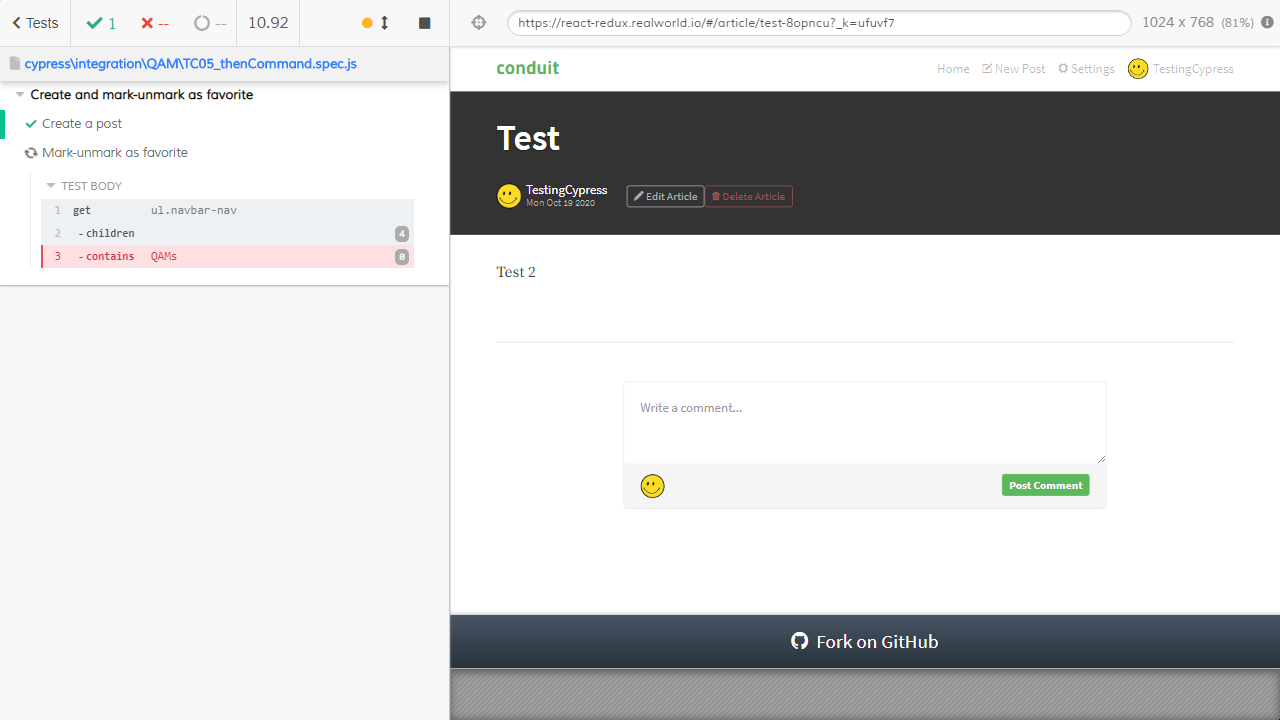 Tests 1 -- -- 10.92
cypress\integration\QAM\TC05_thenCommand.spec.js
Create and mark-unmark as favorite
Create a post
Mark-unmark as favorite
TEST BODY
1 get ul.navbar-nav
2 -children 4
3 -contains QAMs 0
https://react-redux.realworld.io/#/article/test-8opncu?_k=ufuvf7 1024 x 768 (81%)
conduit Home New Post Settings TestingCypress
Test
TestingCypress
Mon Oct 19 2020
Edit Article Delete Article
Test 2
Write a comment...
Post Comment
Fork on GitHub